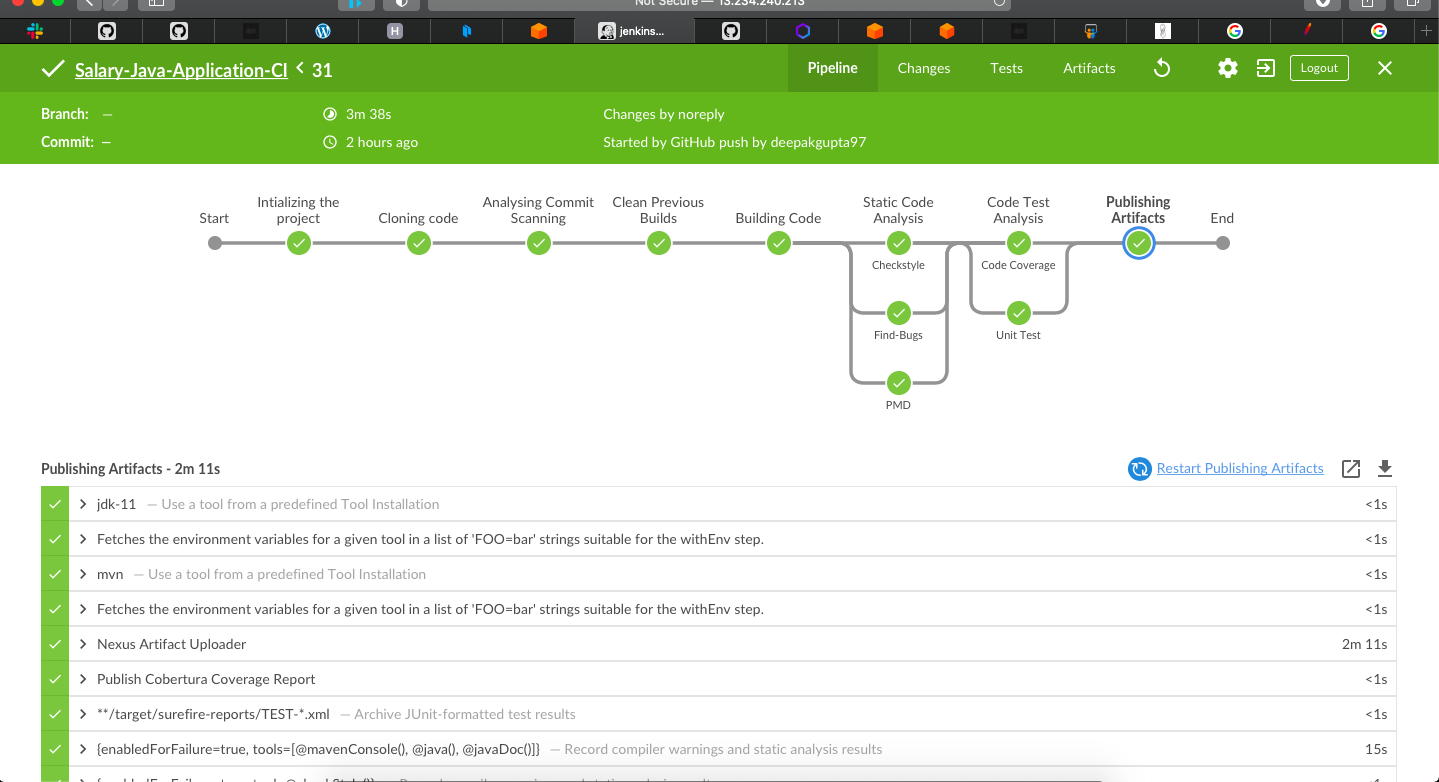 Not Secure — 13.234.240.213
H
jenkins...
Salary-Java-Application-CI < 31
Pipeline
Changes
Tests
Artifacts
Logout
Branch: —
3m 38s
Changes by noreply
Commit: —
2 hours ago
Started by GitHub push by deepakgupta97
Start
Intializing the
project
Cloning code
Analysing Commit
Scanning
Clean Previous
Builds
Building Code
Static Code
Analysis
Code Test
Analysis
Publishing
Artifacts
End
Checkstyle
Code Coverage
Find-Bugs
Unit Test
PMD
Publishing Artifacts - 2m 11s
Restart Publishing Artifacts
jdk-11 — Use a tool from a predefined Tool Installation <1s
Fetches the environment variables for a given tool in a list of 'FOO=bar' strings suitable for the withEnv step. <1s
mvn — Use a tool from a predefined Tool Installation <1s
Fetches the environment variables for a given tool in a list of 'FOO=bar' strings suitable for the withEnv step. <1s
Nexus Artifact Uploader 2m 11s
Publish Cobertura Coverage Report <1s
**/target/surefire-reports/TEST-*.xml — Archive JUnit-formatted test results <1s
{enabledForFailure=true, tools=[@mavenConsole(), @java(), @javaDoc()]} — Record compiler warnings and static analysis results 15s